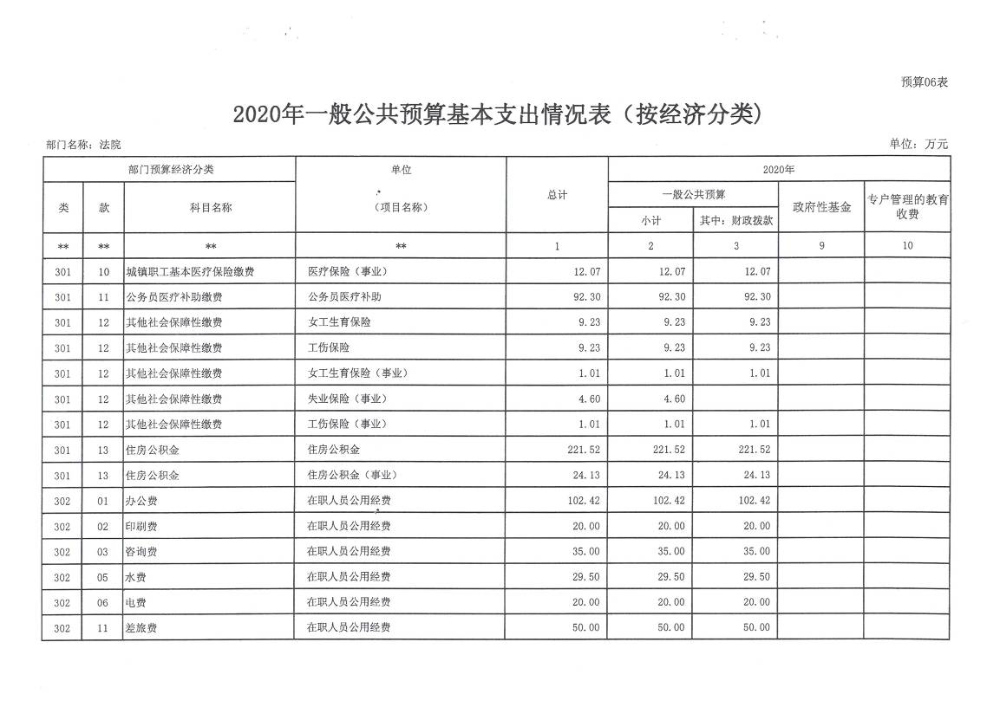 预算06表
2020年一般公共预算基本支出情况表（按经济分类)
部门名称：法院 单位：万元
部门预算经济分类 单位 2020年
（项目名称） 总计 一般公共预算 政府性基金 专户管理的教育
收费
类 款 科目名称 小计 其中：财政拨款
** ** ** ** 1 2 3 9 10
301 10 城镇职工基本医疗保险缴费 医疗保险（事业） 12.07 12.07 12.07
301 11 公务员医疗补助缴费 公务员医疗补助 92.30 92.30 92.30
301 12 其他社会保障性缴费 女工生育保险 9.23 9.23 9.23
301 12 其他社会保障性缴费 工伤保险 9.23 9.23 9.23
301 12 其他社会保障性缴费 女工生育保险（事业） 1.01 1.01 1.01
301 12 其他社会保障性缴费 失业保险（事业） 4.60 4.60
301 12 其他社会保障性缴费 工伤保险（事业） 1.01 1.01 1.01
301 13 住房公积金 住房公积金 221.52 221.52 221.52
301 13 住房公积金 住房公积金（事业） 24.13 24.13 24.13
302 01 办公费 在职人员公用经费 102.42 102.42 102.42
302 02 印刷费 在职人员公用经费 20.00 20.00 20.00
302 03 咨询费 在职人员公用经费 35.00 35.00 35.00
302 05 水费 在职人员公用经费 29.50 29.50 29.50
302 06 电费 在职人员公用经费 20.00 20.00 20.00
302 11 差旅费 在职人员公用经费 50.00 50.00 50.00